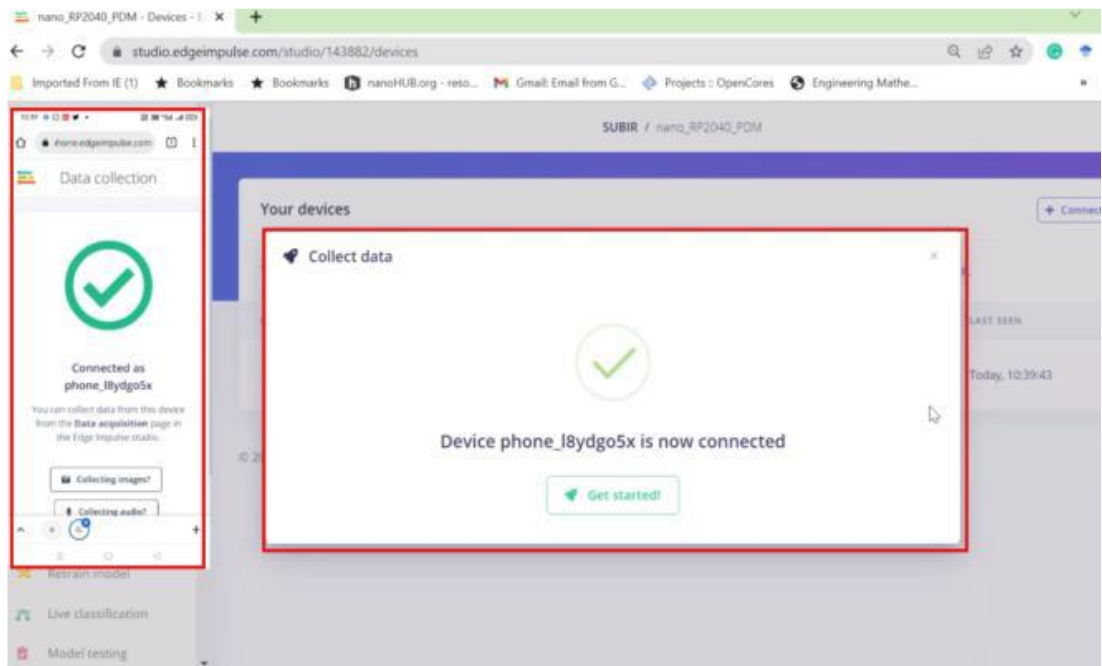 nano_RP2040_PDM - Devices - E
studio.edgeimpulse.com/studio/143882/devices
Imported From IE (1) Bookmarks Bookmarks nanoHUB.org - reso... Gmail: Email from G... Projects :: OpenCores Engineering Mathe... »
SUBIR / nano_RP2040_PDM
Data collection
Connected as
phone_l8ydgo5x
You can collect data from this device
from the Data acquisition page in
the Edge Impulse studio.
Collecting images?
Collecting audio?
Retrain model
Live classification
Model testing
Your devices
+ Connect
Collect data
Device phone_l8ydgo5x is now connected
Get started!
LAST SEEN
Today, 10:39:43